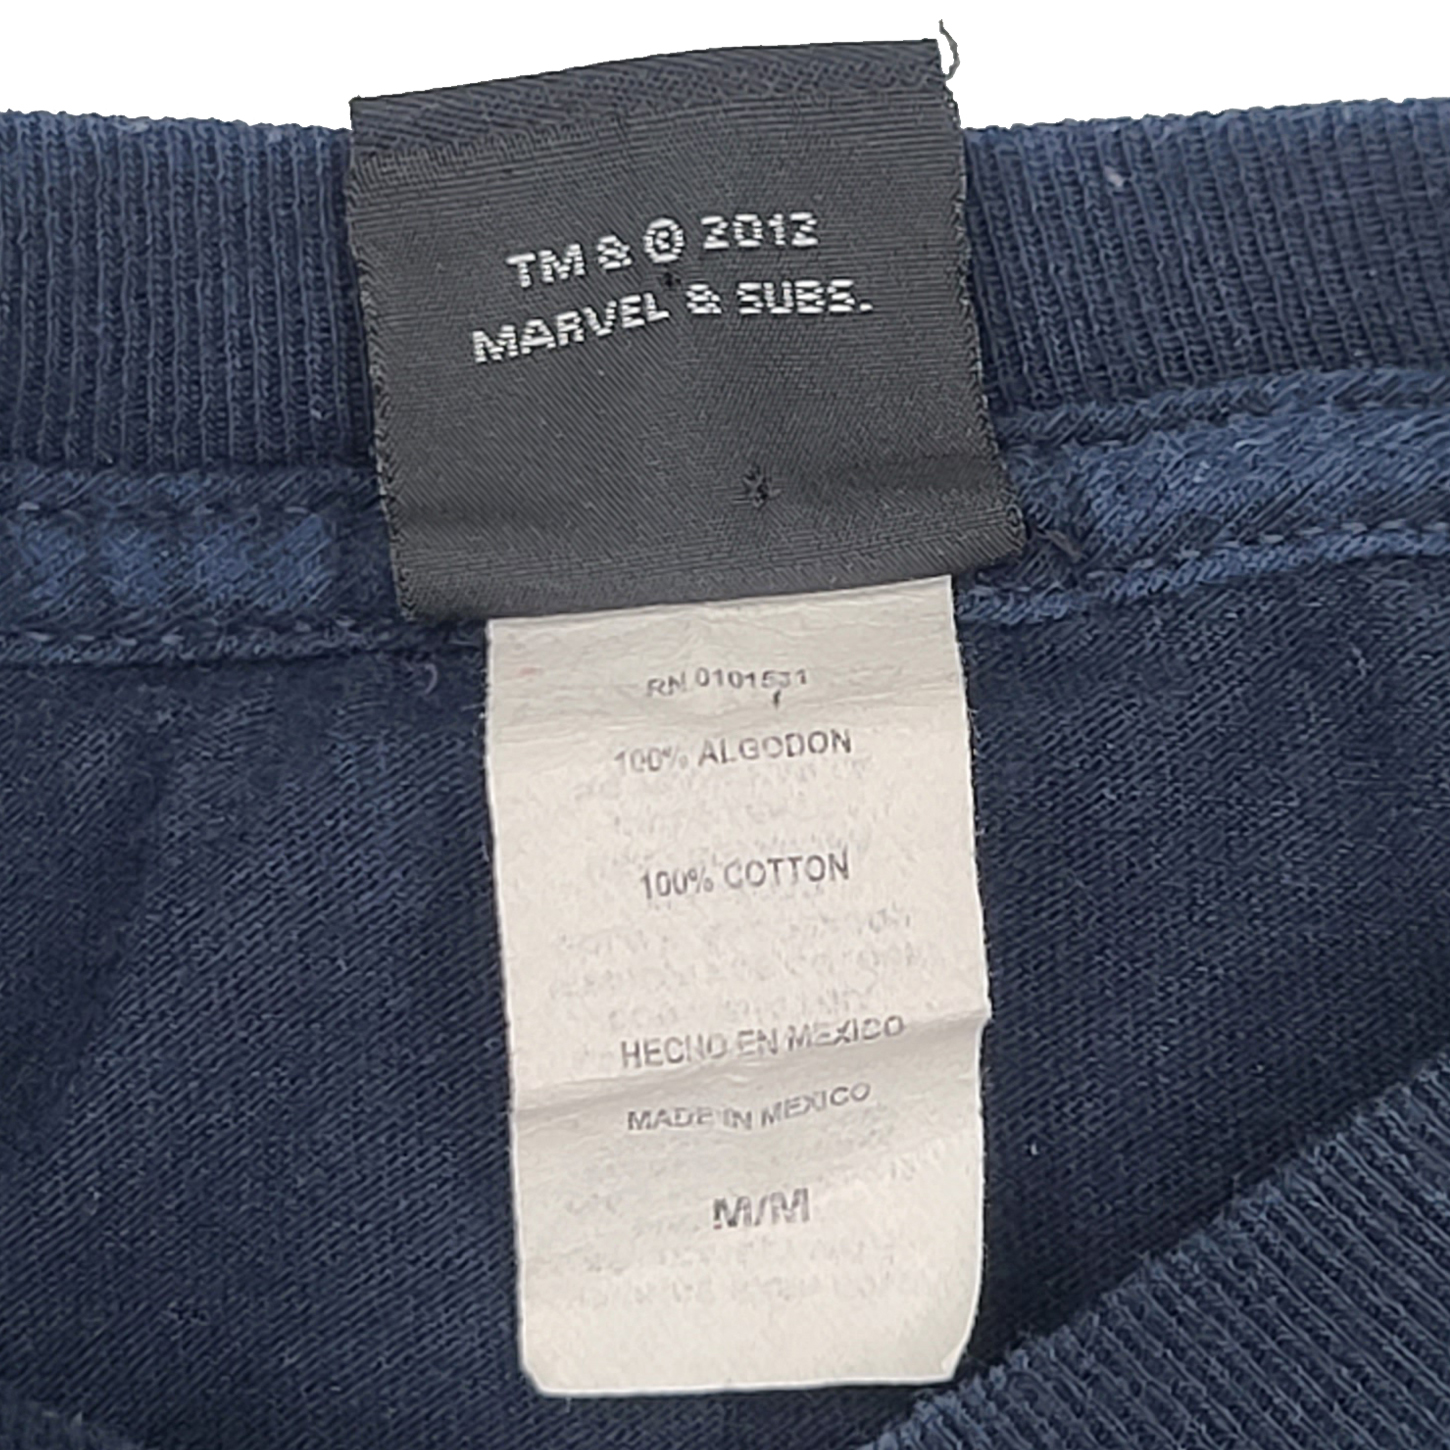 TM & © 2012
MARVEL & SUBS.
RN 0101531
100% ALGODON
100% COTTON
HECHO EN MEXICO
MADE IN MEXICO
M/M